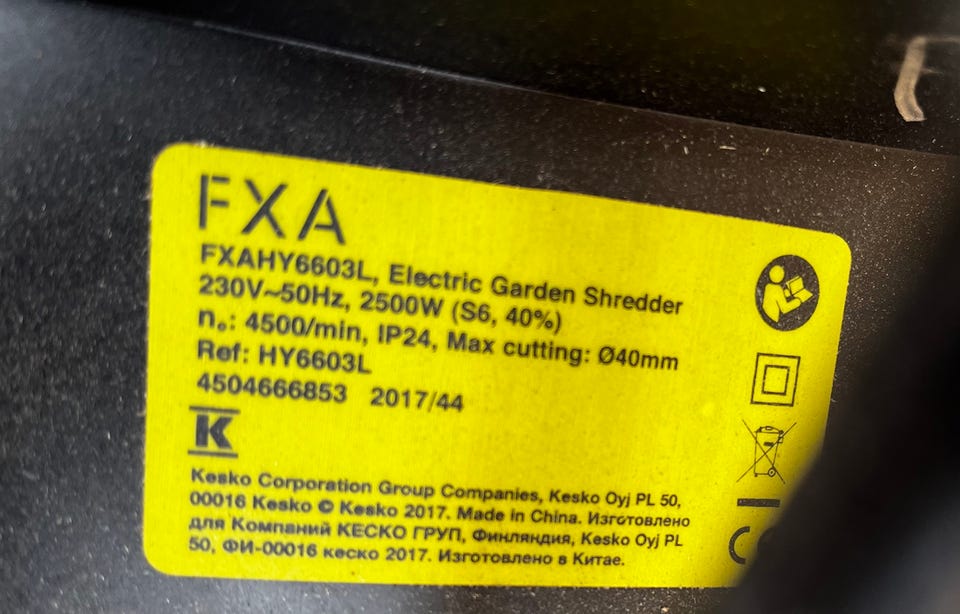 FXA
FXAHY6603L, Electric Garden Shredder
230V~50Hz, 2500W (S6, 40%)
n₀: 4500/min, IP24, Max cutting: Ø40mm
Ref: HY6603L
4504666853 2017/44
K
Kesko Corporation Group Companies, Kesko Oyj PL 50,
00016 Kesko © Kesko 2017. Made in China. Изготовлено
для Компаний КЕСКО ГРУП, Финляндия, Kesko Oyj PL
50, ФИ-00016 кеско 2017. Изготовлено в Китае.
CE